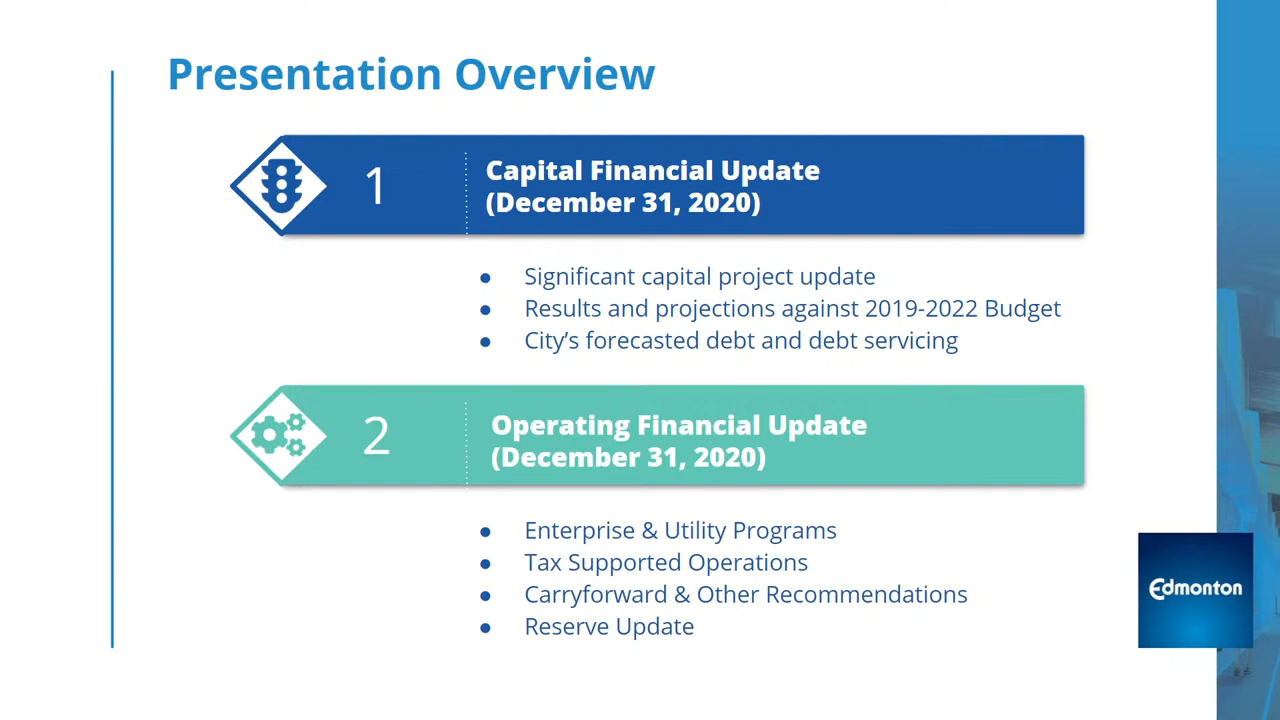 Presentation Overview
1
Capital Financial Update
(December 31, 2020)
● Significant capital project update
● Results and projections against 2019-2022 Budget
● City’s forecasted debt and debt servicing
2
Operating Financial Update
(December 31, 2020)
● Enterprise & Utility Programs
● Tax Supported Operations
● Carryforward & Other Recommendations
● Reserve Update
Edmonton